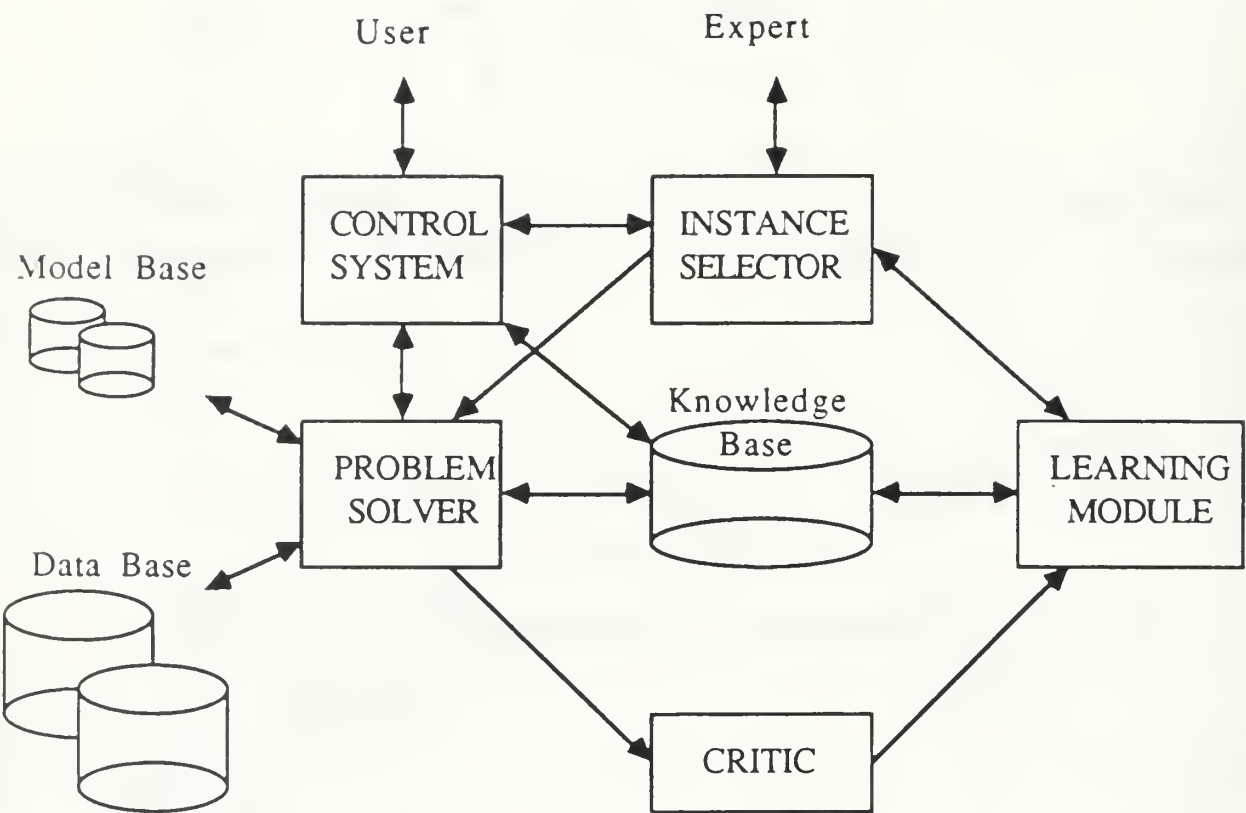 User
Expert
CONTROL
SYSTEM
INSTANCE
SELECTOR
Model Base
Knowledge
Base
PROBLEM
SOLVER
LEARNING
MODULE
Data Base
CRITIC